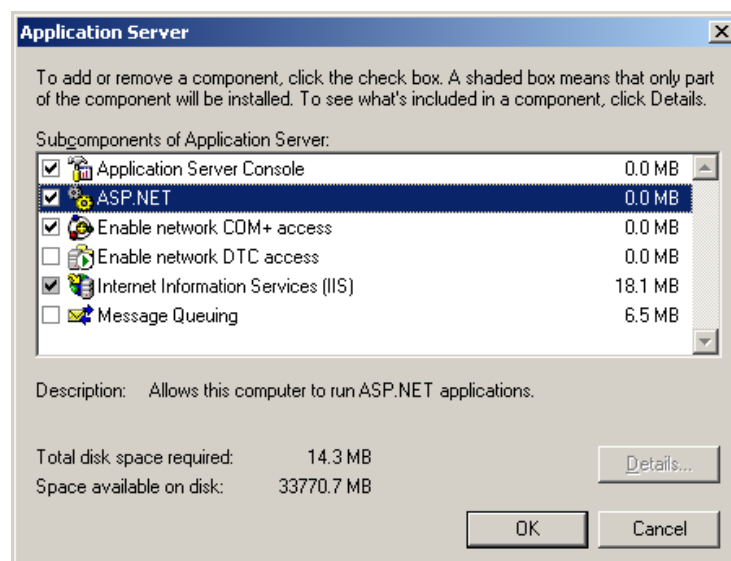 Application Server
To add or remove a component, click the check box. A shaded box means that only part
of the component will be installed. To see what's included in a component, click Details.
Subcomponents of Application Server:
Application Server Console 0.0 MB
ASP.NET 0.0 MB
Enable network COM+ access 0.0 MB
Enable network DTC access 0.0 MB
Internet Information Services (IIS) 18.1 MB
Message Queuing 6.5 MB
Description: Allows this computer to run ASP.NET applications.
Total disk space required: 14.3 MB
Space available on disk: 33770.7 MB
Details...
OK Cancel